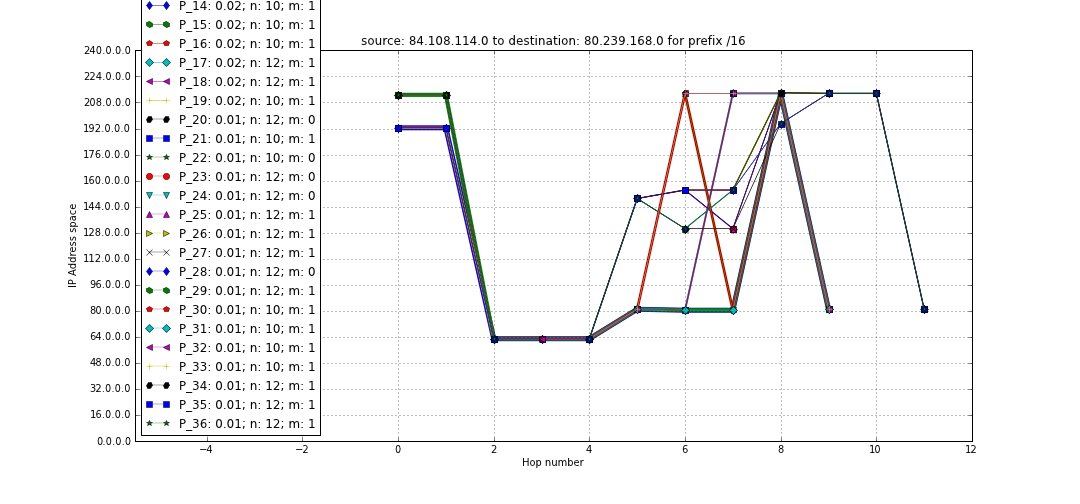 P_14: 0.02; n: 10; m: 1
P_15: 0.02; n: 10; m: 1
P_16: 0.02; n: 10; m: 1
P_17: 0.02; n: 12; m: 1
P_18: 0.02; n: 12; m: 1
P_19: 0.02; n: 10; m: 1
P_20: 0.01; n: 12; m: 0
P_21: 0.01; n: 10; m: 1
P_22: 0.01; n: 10; m: 0
P_23: 0.01; n: 12; m: 0
P_24: 0.01; n: 12; m: 0
P_25: 0.01; n: 12; m: 1
P_26: 0.01; n: 12; m: 1
P_27: 0.01; n: 12; m: 1
P_28: 0.01; n: 12; m: 0
P_29: 0.01; n: 12; m: 1
P_30: 0.01; n: 10; m: 1
P_31: 0.01; n: 10; m: 1
P_32: 0.01; n: 10; m: 1
P_33: 0.01; n: 10; m: 1
P_34: 0.01; n: 12; m: 1
P_35: 0.01; n: 12; m: 1
P_36: 0.01; n: 12; m: 1
source: 84.108.114.0 to destination: 80.239.168.0 for prefix /16
240.0.0.0
224.0.0.0
208.0.0.0
192.0.0.0
176.0.0.0
160.0.0.0
144.0.0.0
128.0.0.0
112.0.0.0
96.0.0.0
80.0.0.0
64.0.0.0
48.0.0.0
32.0.0.0
16.0.0.0
0.0.0.0
IP Address space
−4 −2 0 2 4 6 8 10 12
Hop number